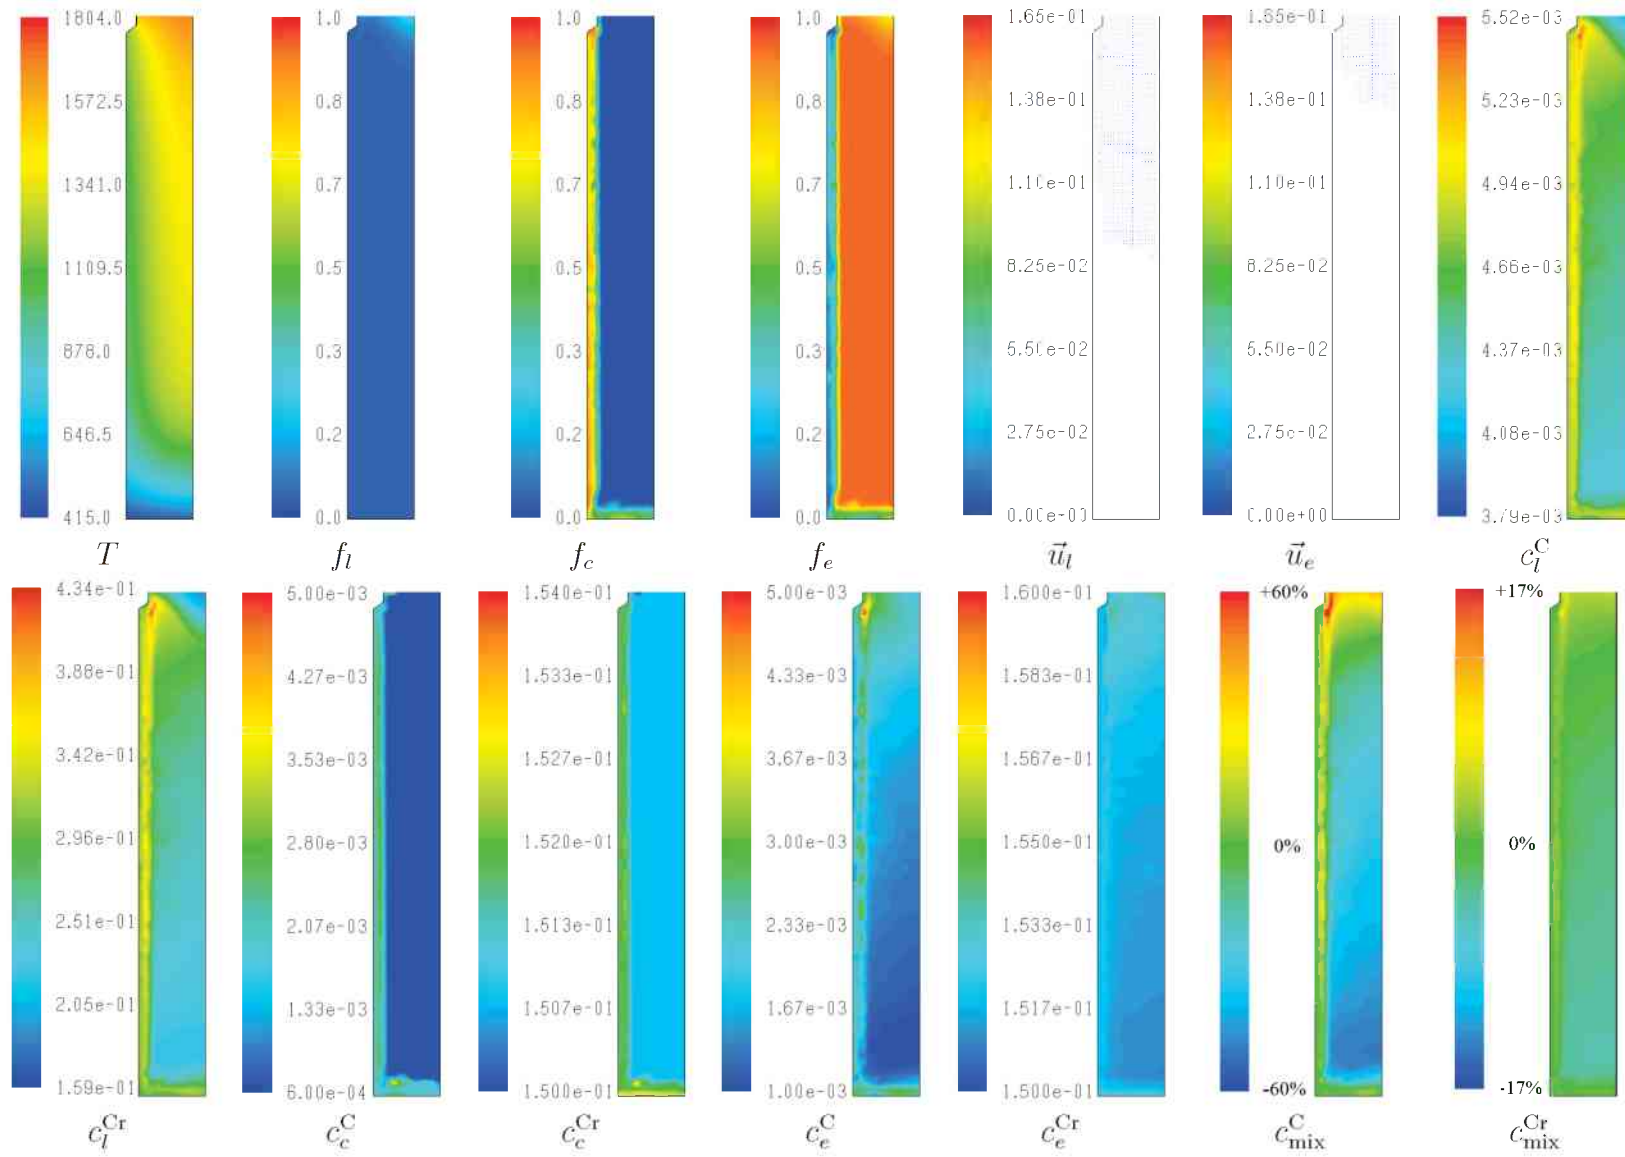 1804.0
1572.5
1341.0
1109.5
878.0
646.5
415.0
T
1.0
0.8
0.7
0.5
0.3
0.2
0.0
f_l
1.0
0.8
0.7
0.5
0.3
0.2
0.0
f_c
1.0
0.8
0.7
0.5
0.3
0.2
0.0
f_e
1.65e-01
1.38e-01
1.10e-01
8.25e-02
5.50e-02
2.75e-02
0.00e+00
u⃗_l
1.65e-01
1.38e-01
1.10e-01
8.25e-02
5.50e-02
2.75e-02
0.00e+00
u⃗_e
5.52e-03
5.23e-03
4.94e-03
4.66e-03
4.37e-03
4.08e-03
3.79e-03
c_l^C
4.34e-01
3.88e-01
3.42e-01
2.96e-01
2.51e-01
2.05e-01
1.59e-01
c_l^Cr
5.00e-03
4.27e-03
3.53e-03
2.80e-03
2.07e-03
1.33e-03
6.00e-04
c_c^C
1.540e-01
1.533e-01
1.527e-01
1.520e-01
1.513e-01
1.507e-01
1.500e-01
c_c^Cr
5.00e-03
4.33e-03
3.67e-03
3.00e-03
2.33e-03
1.67e-03
1.00e-03
c_e^C
1.600e-01
1.583e-01
1.567e-01
1.550e-01
1.533e-01
1.517e-01
1.500e-01
c_e^Cr
+60%
0%
-60%
c_mix^C
+17%
0%
-17%
c_mix^Cr